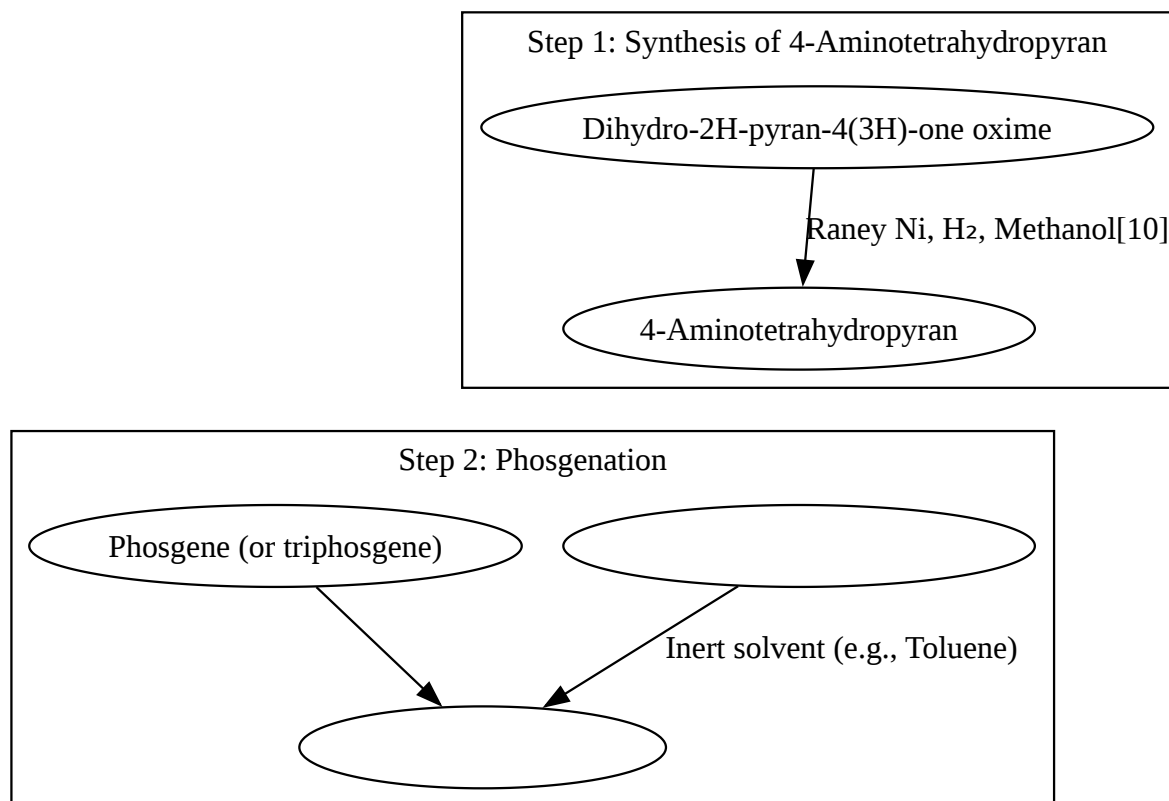 Step 1: Synthesis of 4-Aminotetrahydropyran
Dihydro-2H-pyran-4(3H)-one oxime
Raney Ni, H₂, Methanol[10]
4-Aminotetrahydropyran
Step 2: Phosgenation
Phosgene (or triphosgene)
Inert solvent (e.g., Toluene)